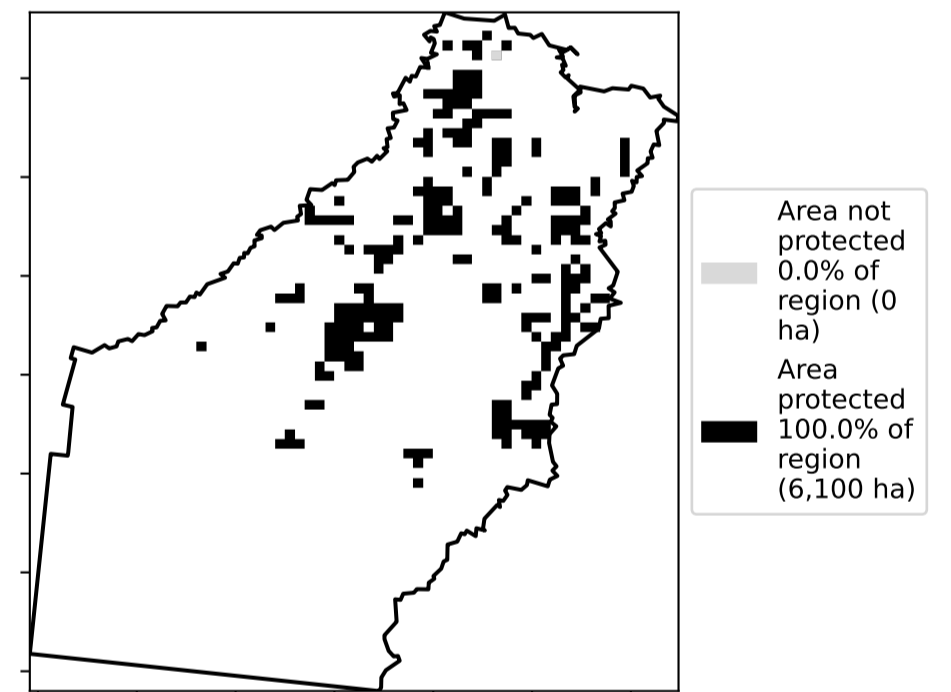 Area not
protected
0.0% of
region (0
ha)
Area
protected
100.0% of
region
(6,100 ha)